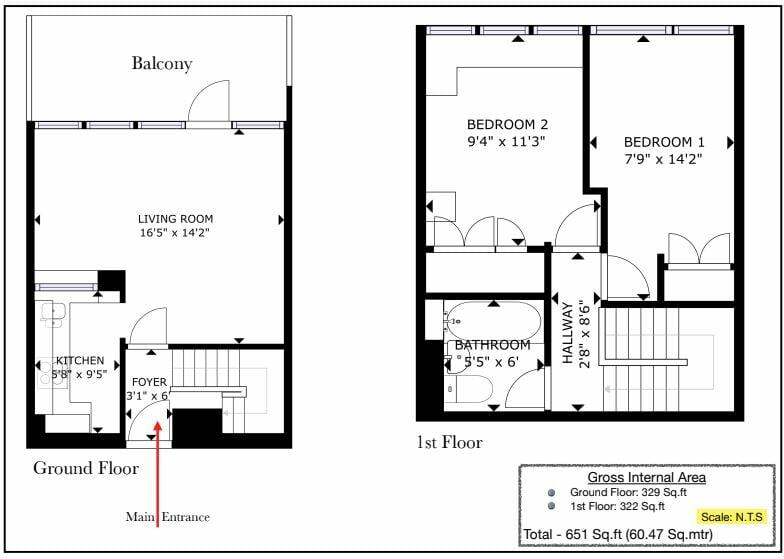 Balcony
LIVING ROOM
16'5" x 14'2"
KITCHEN
5'8" x 9'5"
FOYER
3'1" x 6'
Ground Floor
Main Entrance
BEDROOM 2
9'4" x 11'3"
BEDROOM 1
7'9" x 14'2"
BATHROOM
5'5" x 6'
HALLWAY
2'8" x 8'6"
1st Floor
Gross Internal Area
Ground Floor: 329 Sq.ft
1st Floor: 322 Sq.ft
Scale: N.T.S
Total - 651 Sq.ft (60.47 Sq.mtr)